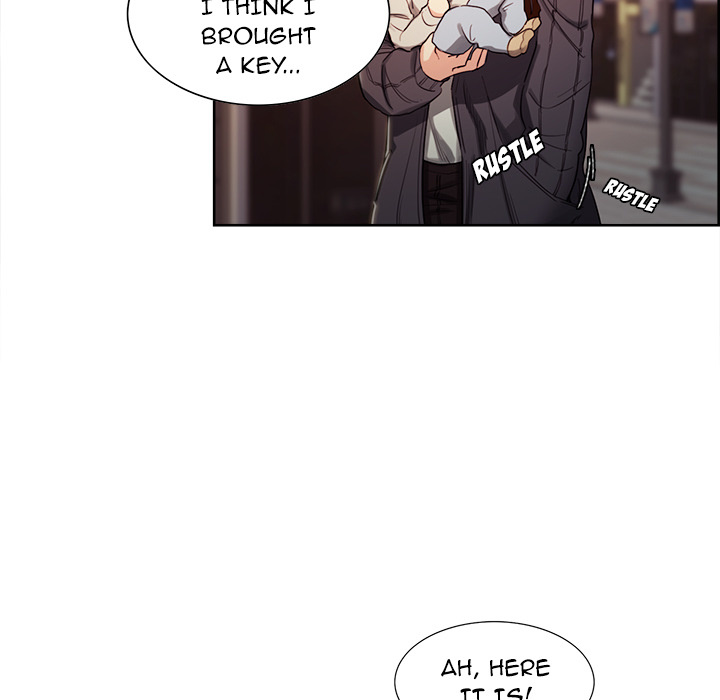 I THINK I
BROUGHT
A KEY...
RUSTLE
RUSTLE
AH, HERE
IT IS!